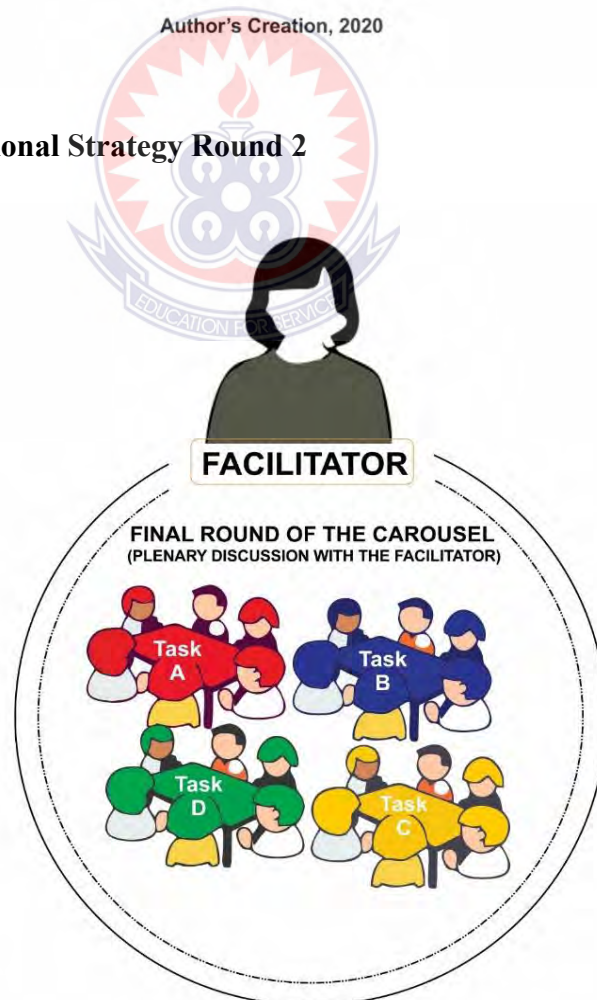 Author's Creation, 2020
onal Strategy Round 2
EDUCATION FOR SERVICE
FACILITATOR
FINAL ROUND OF THE CAROUSEL
(PLENARY DISCUSSION WITH THE FACILITATOR)
Task
A
Task
B
Task
D
Task
C